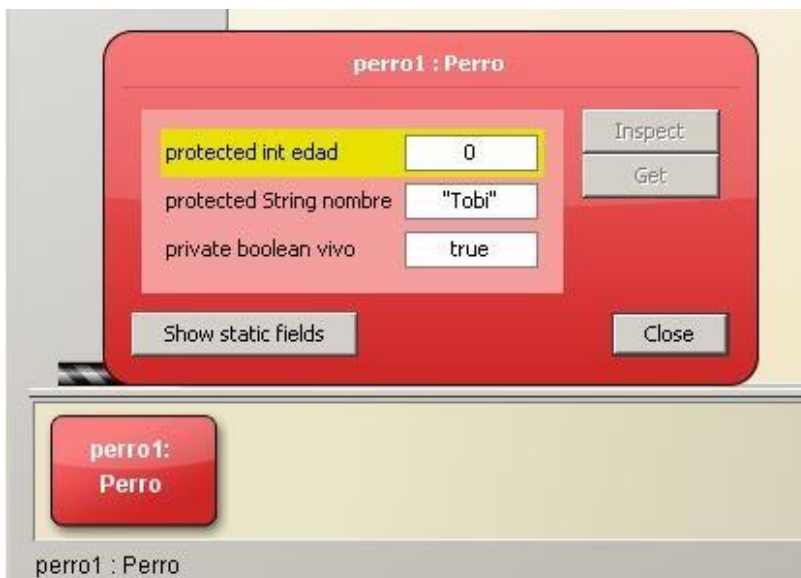 perro1 : Perro
protected int edad
0
Inspect
protected String nombre
"Tobi"
Get
private boolean vivo
true
Show static fields
Close
perro1:
Perro
perro1 : Perro